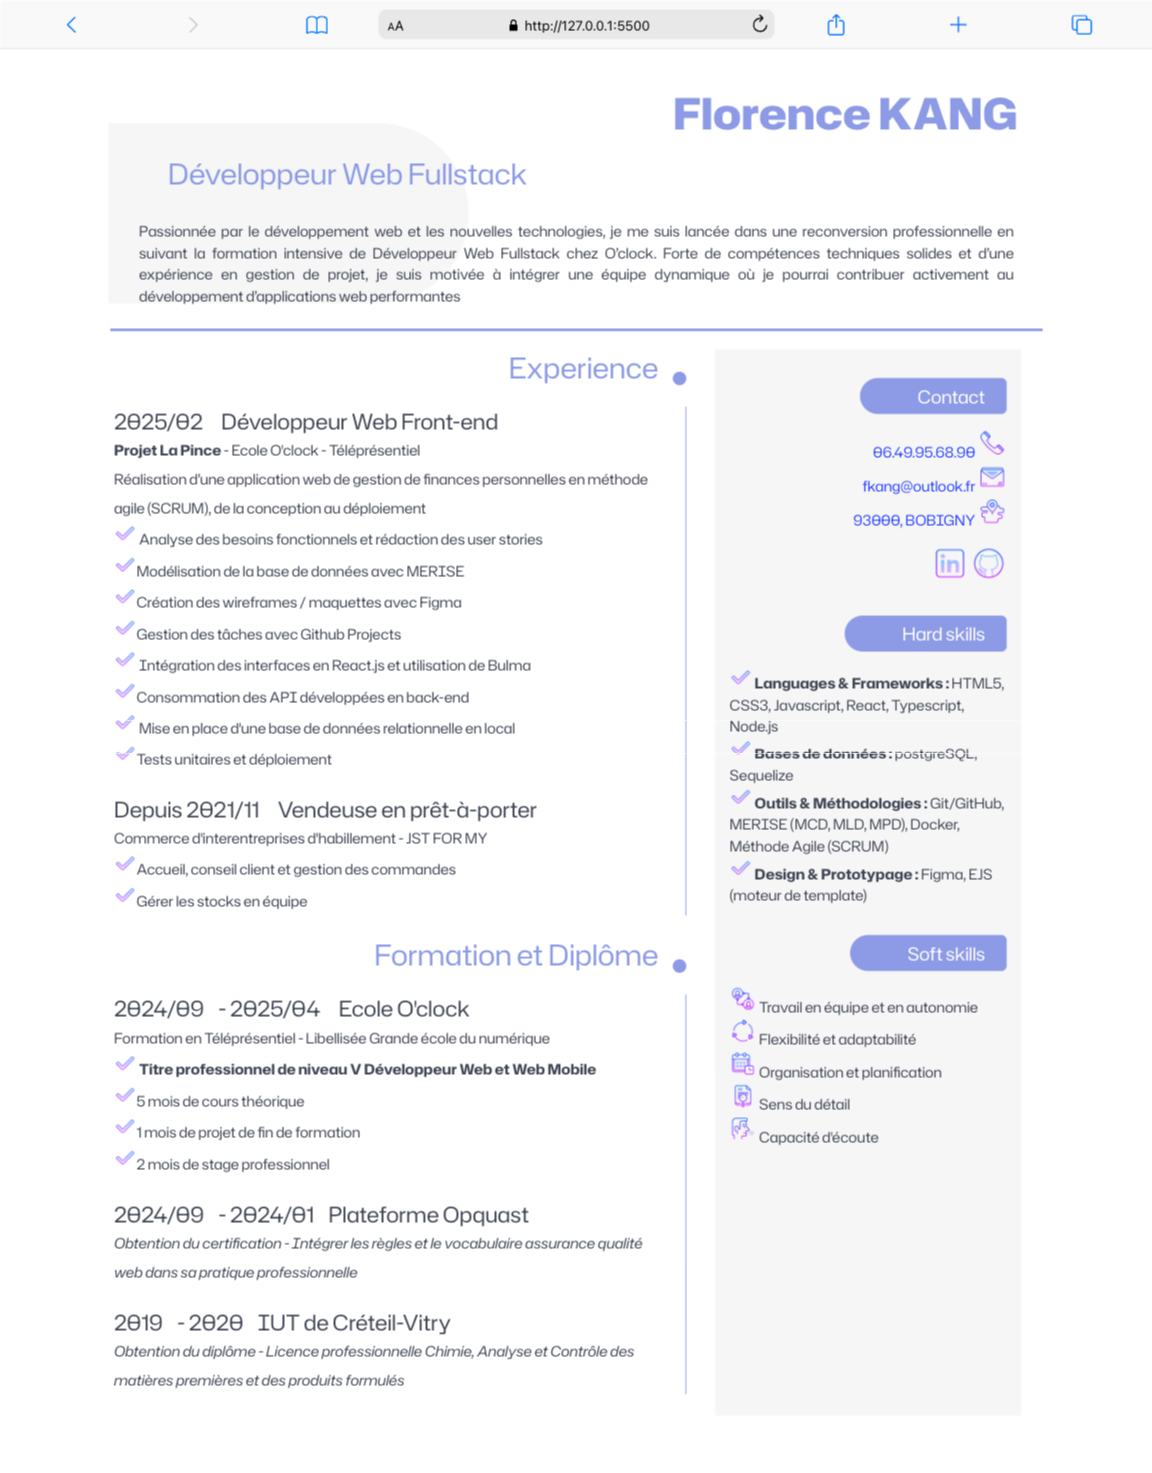 AA
http://127.0.0.1:5500
Florence KANG
Développeur Web Fullstack
Passionnée par le développement web et les nouvelles technologies, je me suis lancée dans une reconversion professionnelle en
suivant la formation intensive de Développeur Web Fullstack chez O'clock. Forte de compétences techniques solides et d'une
expérience en gestion de projet, je suis motivée à intégrer une équipe dynamique où je pourrai contribuer activement au
développement d'applications web performantes
Experience
2025/02 Développeur Web Front-end
Projet La Pince - Ecole O'clock - Téléprésentiel
Réalisation d'une application web de gestion de finances personnelles en méthode
agile (SCRUM), de la conception au déploiement
Analyse des besoins fonctionnels et rédaction des user stories
Modélisation de la base de données avec MERISE
Création des wireframes / maquettes avec Figma
Gestion des tâches avec Github Projects
Intégration des interfaces en React.js et utilisation de Bulma
Consommation des API développées en back-end
Mise en place d'une base de données relationnelle en local
Tests unitaires et déploiement
Depuis 2021/11 Vendeuse en prêt-à-porter
Commerce d'interentreprises d'habillement - JST FOR MY
Accueil, conseil client et gestion des commandes
Gérer les stocks en équipe
Formation et Diplôme
2024/09 - 2025/04 Ecole O'clock
Formation en Téléprésentiel - Libellisée Grande école du numérique
Titre professionnel de niveau V Développeur Web et Web Mobile
5 mois de cours théorique
1 mois de projet de fin de formation
2 mois de stage professionnel
2024/09 - 2024/01 Plateforme Opquast
Obtention du certification - Intégrer les règles et le vocabulaire assurance qualité
web dans sa pratique professionnelle
2019 - 2020 IUT de Créteil-Vitry
Obtention du diplôme - Licence professionnelle Chimie, Analyse et Contrôle des
matières premières et des produits formulés
Contact
06.49.95.68.90
fkang@outlook.fr
93000, BOBIGNY
in
Hard skills
Languages & Frameworks : HTML5,
CSS3, Javascript, React, Typescript,
Node.js
Bases de données : postgreSQL,
Sequelize
Outils & Méthodologies : Git/GitHub,
MERISE (MCD, MLD, MPD), Docker,
Méthode Agile (SCRUM)
Design & Prototypage : Figma, EJS
(moteur de template)
Soft skills
Travail en équipe et en autonomie
Flexibilité et adaptabilité
Organisation et planification
Sens du détail
Capacité d'écoute